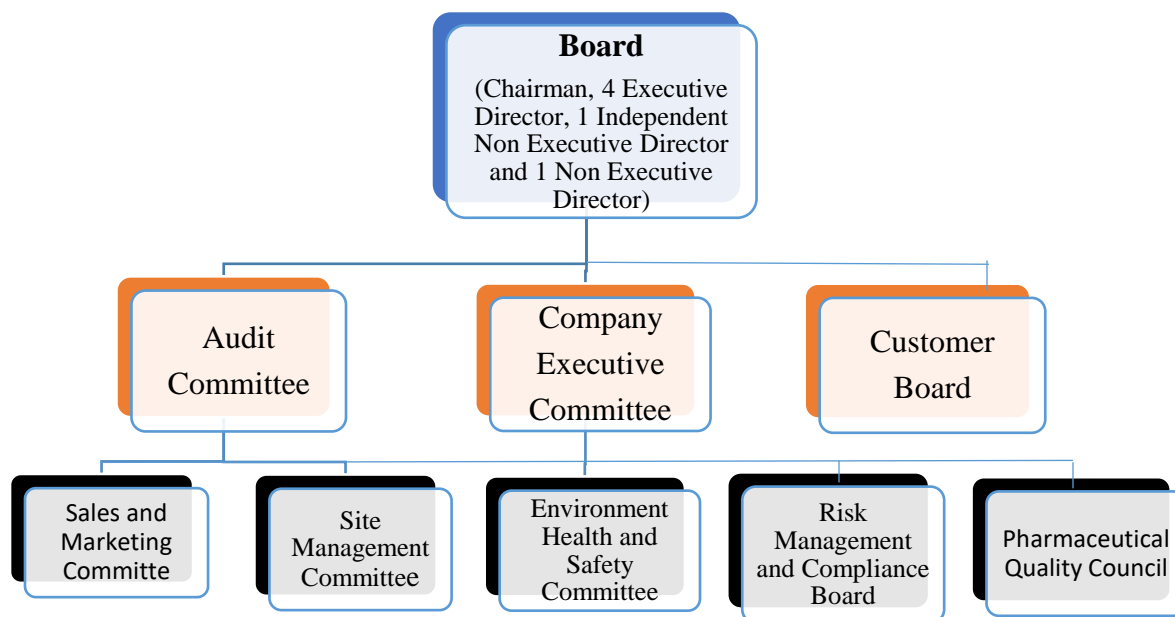 Board
(Chairman, 4 Executive
Director, 1 Independent
Non Executive Director
and 1 Non Executive
Director)
Audit
Committee
Company
Executive
Committee
Customer
Board
Sales and
Marketing
Committe
Site
Management
Committee
Environment
Health and
Safety
Committee
Risk
Management
and Compliance
Board
Pharmaceutical
Quality Council